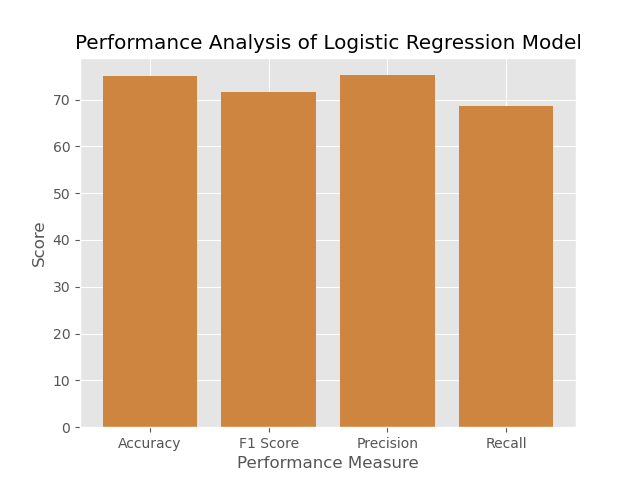 Performance Analysis of Logistic Regression Model
70
60
50
40
30
20
10
0
Score
Accuracy F1 Score Precision Recall
Performance Measure